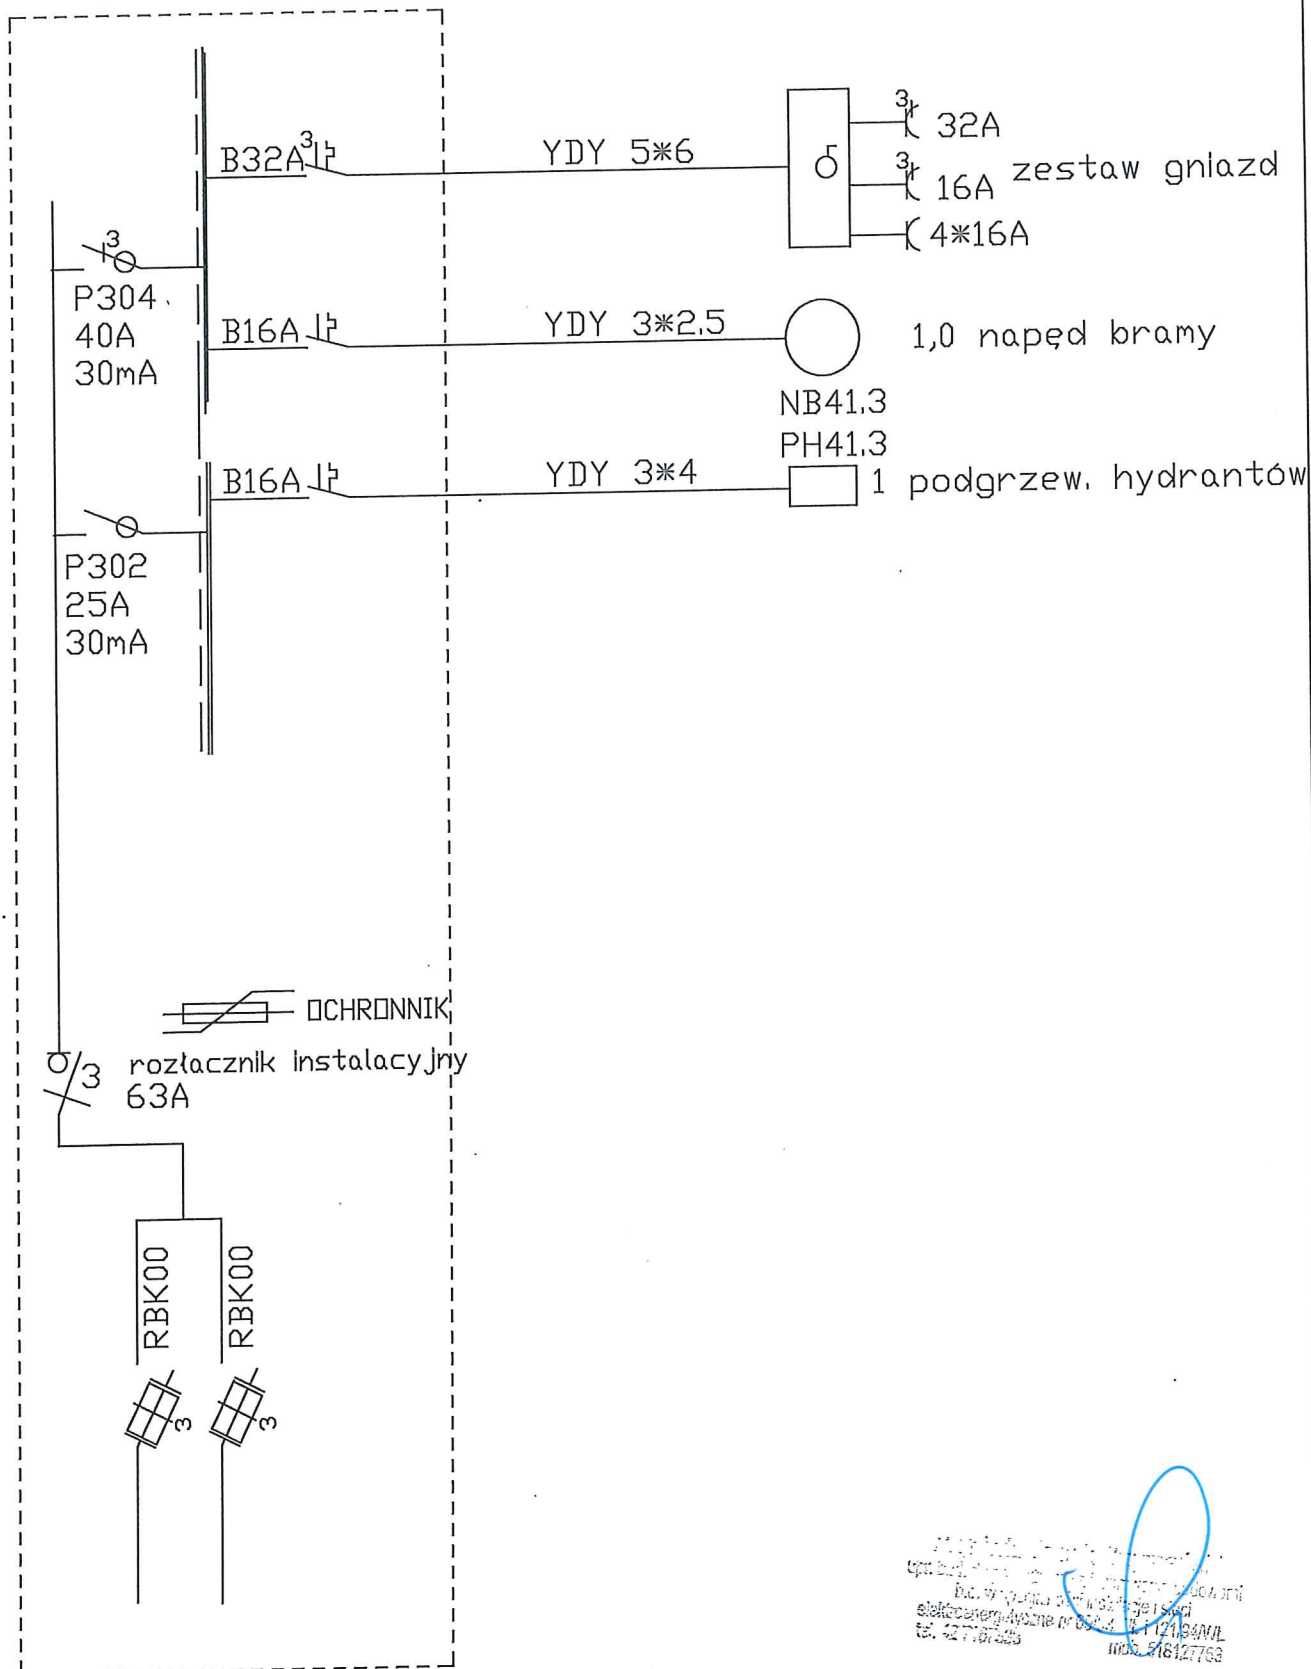 B32A 3
YDY 5*6
3 32A
3 16A
zestaw gniazd
4*16A
3
P304
40A
30mA
B16A
YDY 3*2.5
1,0 napęd bramy
NB41.3
PH41.3
B16A
YDY 3*4
1 podgrzew. hydrantów
P302
25A
30mA
OCHRONNIK
3
rozłacznik instalacyjny
63A
RBK00
RBK00
3
3